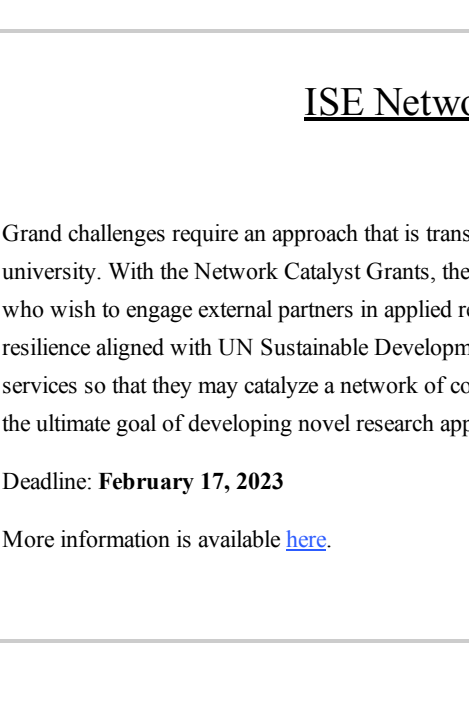 ISE Netwo
Grand challenges require an approach that is trans
university. With the Network Catalyst Grants, the
who wish to engage external partners in applied re
resilience aligned with UN Sustainable Developm
services so that they may catalyze a network of co
the ultimate goal of developing novel research app
Deadline: February 17, 2023
More information is available here.